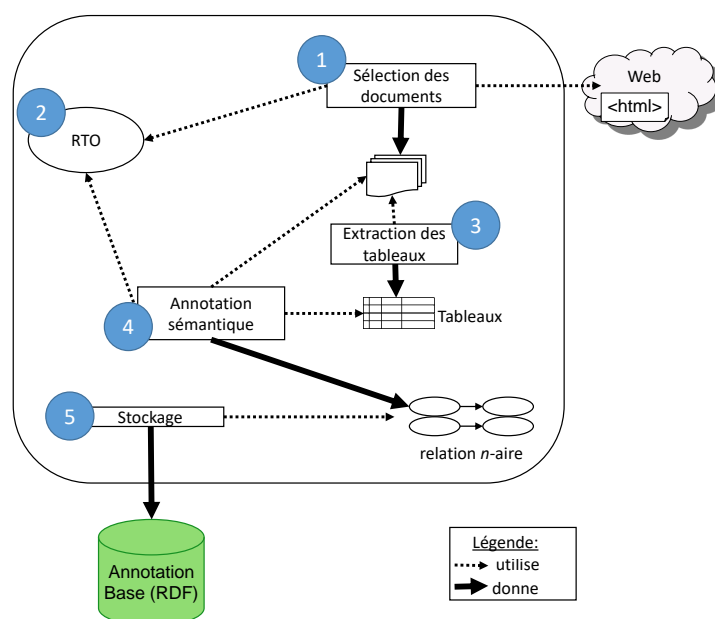 1
Sélection des
documents
Web
<html>
2
RTO
3
Extraction des
tableaux
4
Annotation
sémantique
Tableaux
5
Stockage
relation n-aire
Annotation
Base (RDF)
Légende:
utilise
donne